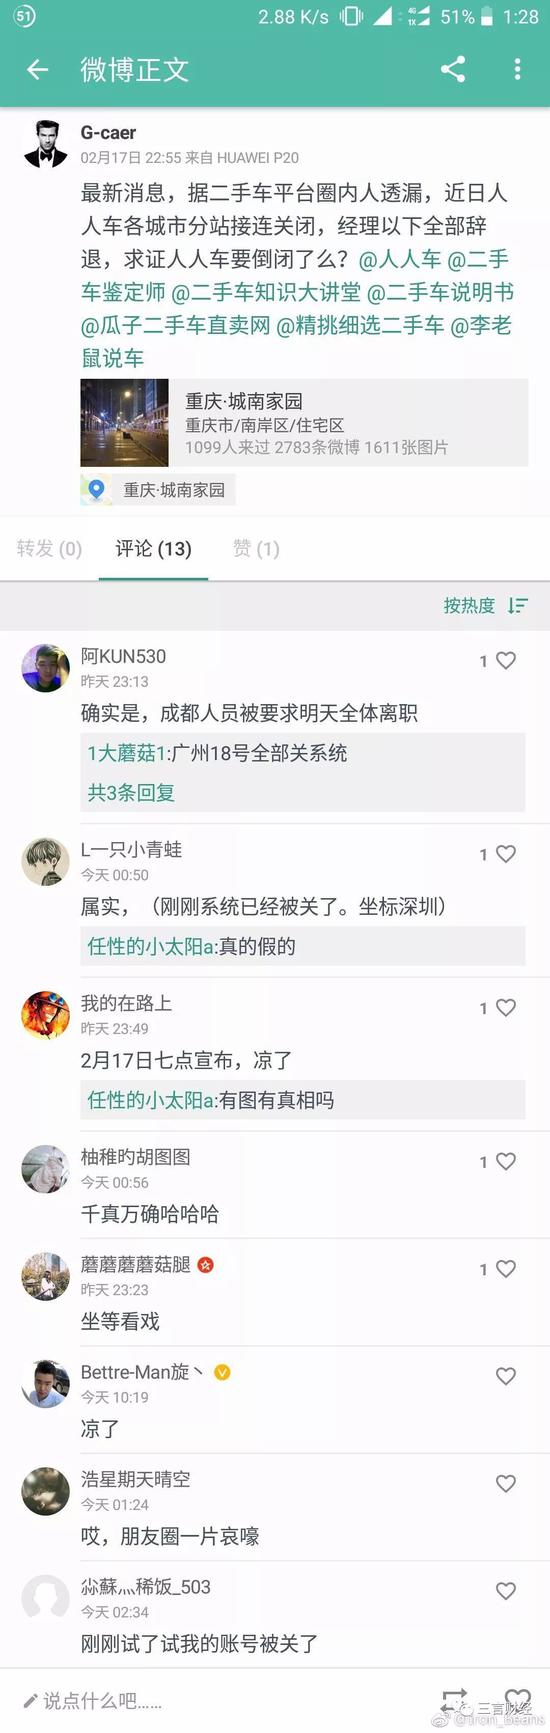 51
2.88 K/s
4G
1X
51%
1:28
微博正文
G-caer
02月17日 22:55 来自 HUAWEI P20
最新消息，据二手车平台圈内人透漏，近日人
人车各城市分站接连关闭，经理以下全部辞
退，求证人人车要倒闭了么？@人人车 @二手
车鉴定师 @二手车知识大讲堂 @二手车说明书
@瓜子二手车直卖网 @精挑细选二手车 @李老
鼠说车
重庆·城南家园
重庆市/南岸区/住宅区
1099人来过 2783条微博 1611张图片
重庆·城南家园
转发 (0)
评论 (13)
赞 (1)
按热度
阿KUN530
1
昨天 23:13
确实是，成都人员被要求明天全体离职
1大蘑菇1:广州18号全部关系统
共3条回复
L一只小青蛙
1
今天 00:50
属实，（刚刚系统已经被关了。坐标深圳）
任性的小太阳a:真的假的
我的在路上
1
昨天 23:49
2月17日七点宣布，凉了
任性的小太阳a:有图有真相吗
柚稚旳胡图图
1
今天 00:56
千真万确哈哈哈
蘑蘑蘑蘑菇腿
1
昨天 23:23
坐等看戏
Bettre-Man旋丶
今天 10:19
凉了
浩星期天晴空
今天 01:24
哎，朋友圈一片哀嚎
尛蘇灬稀饭_503
今天 02:34
刚刚试了试我的账号被关了
说点什么吧......
三言财经
@iron_beans